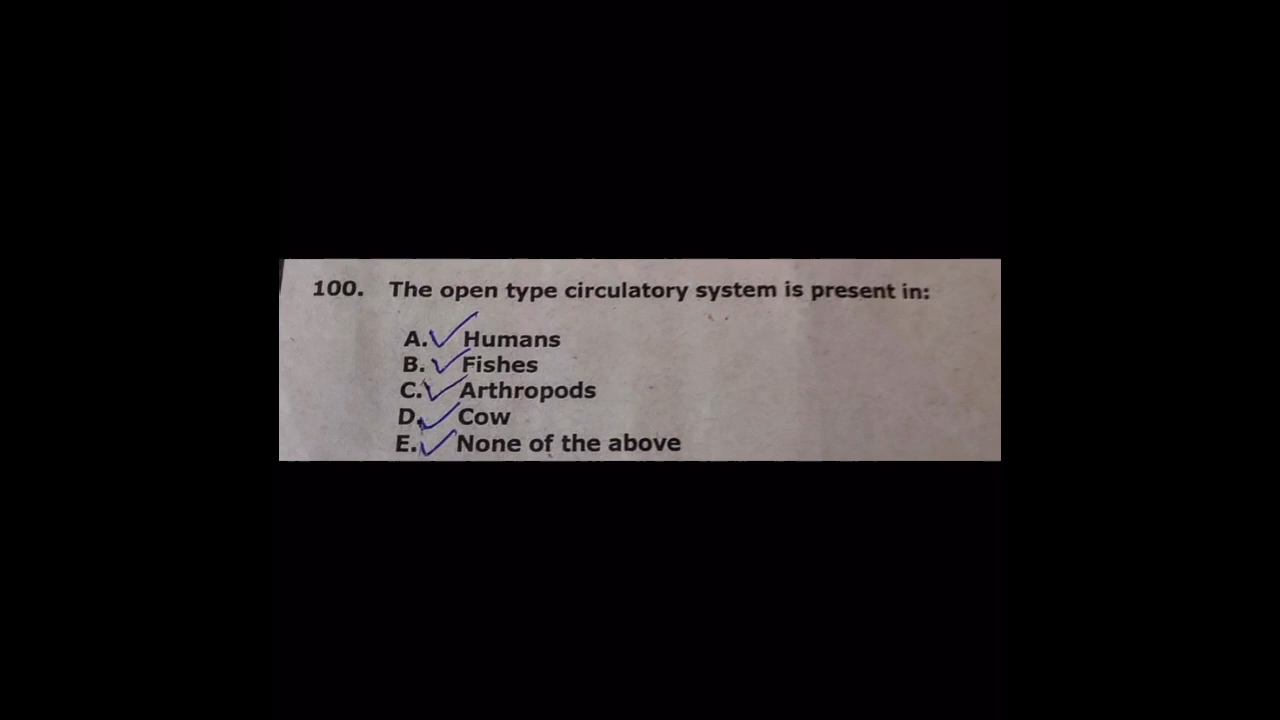 100. The open type circulatory system is present in:
A. Humans
B. Fishes
C. Arthropods
D. Cow
E. None of the above